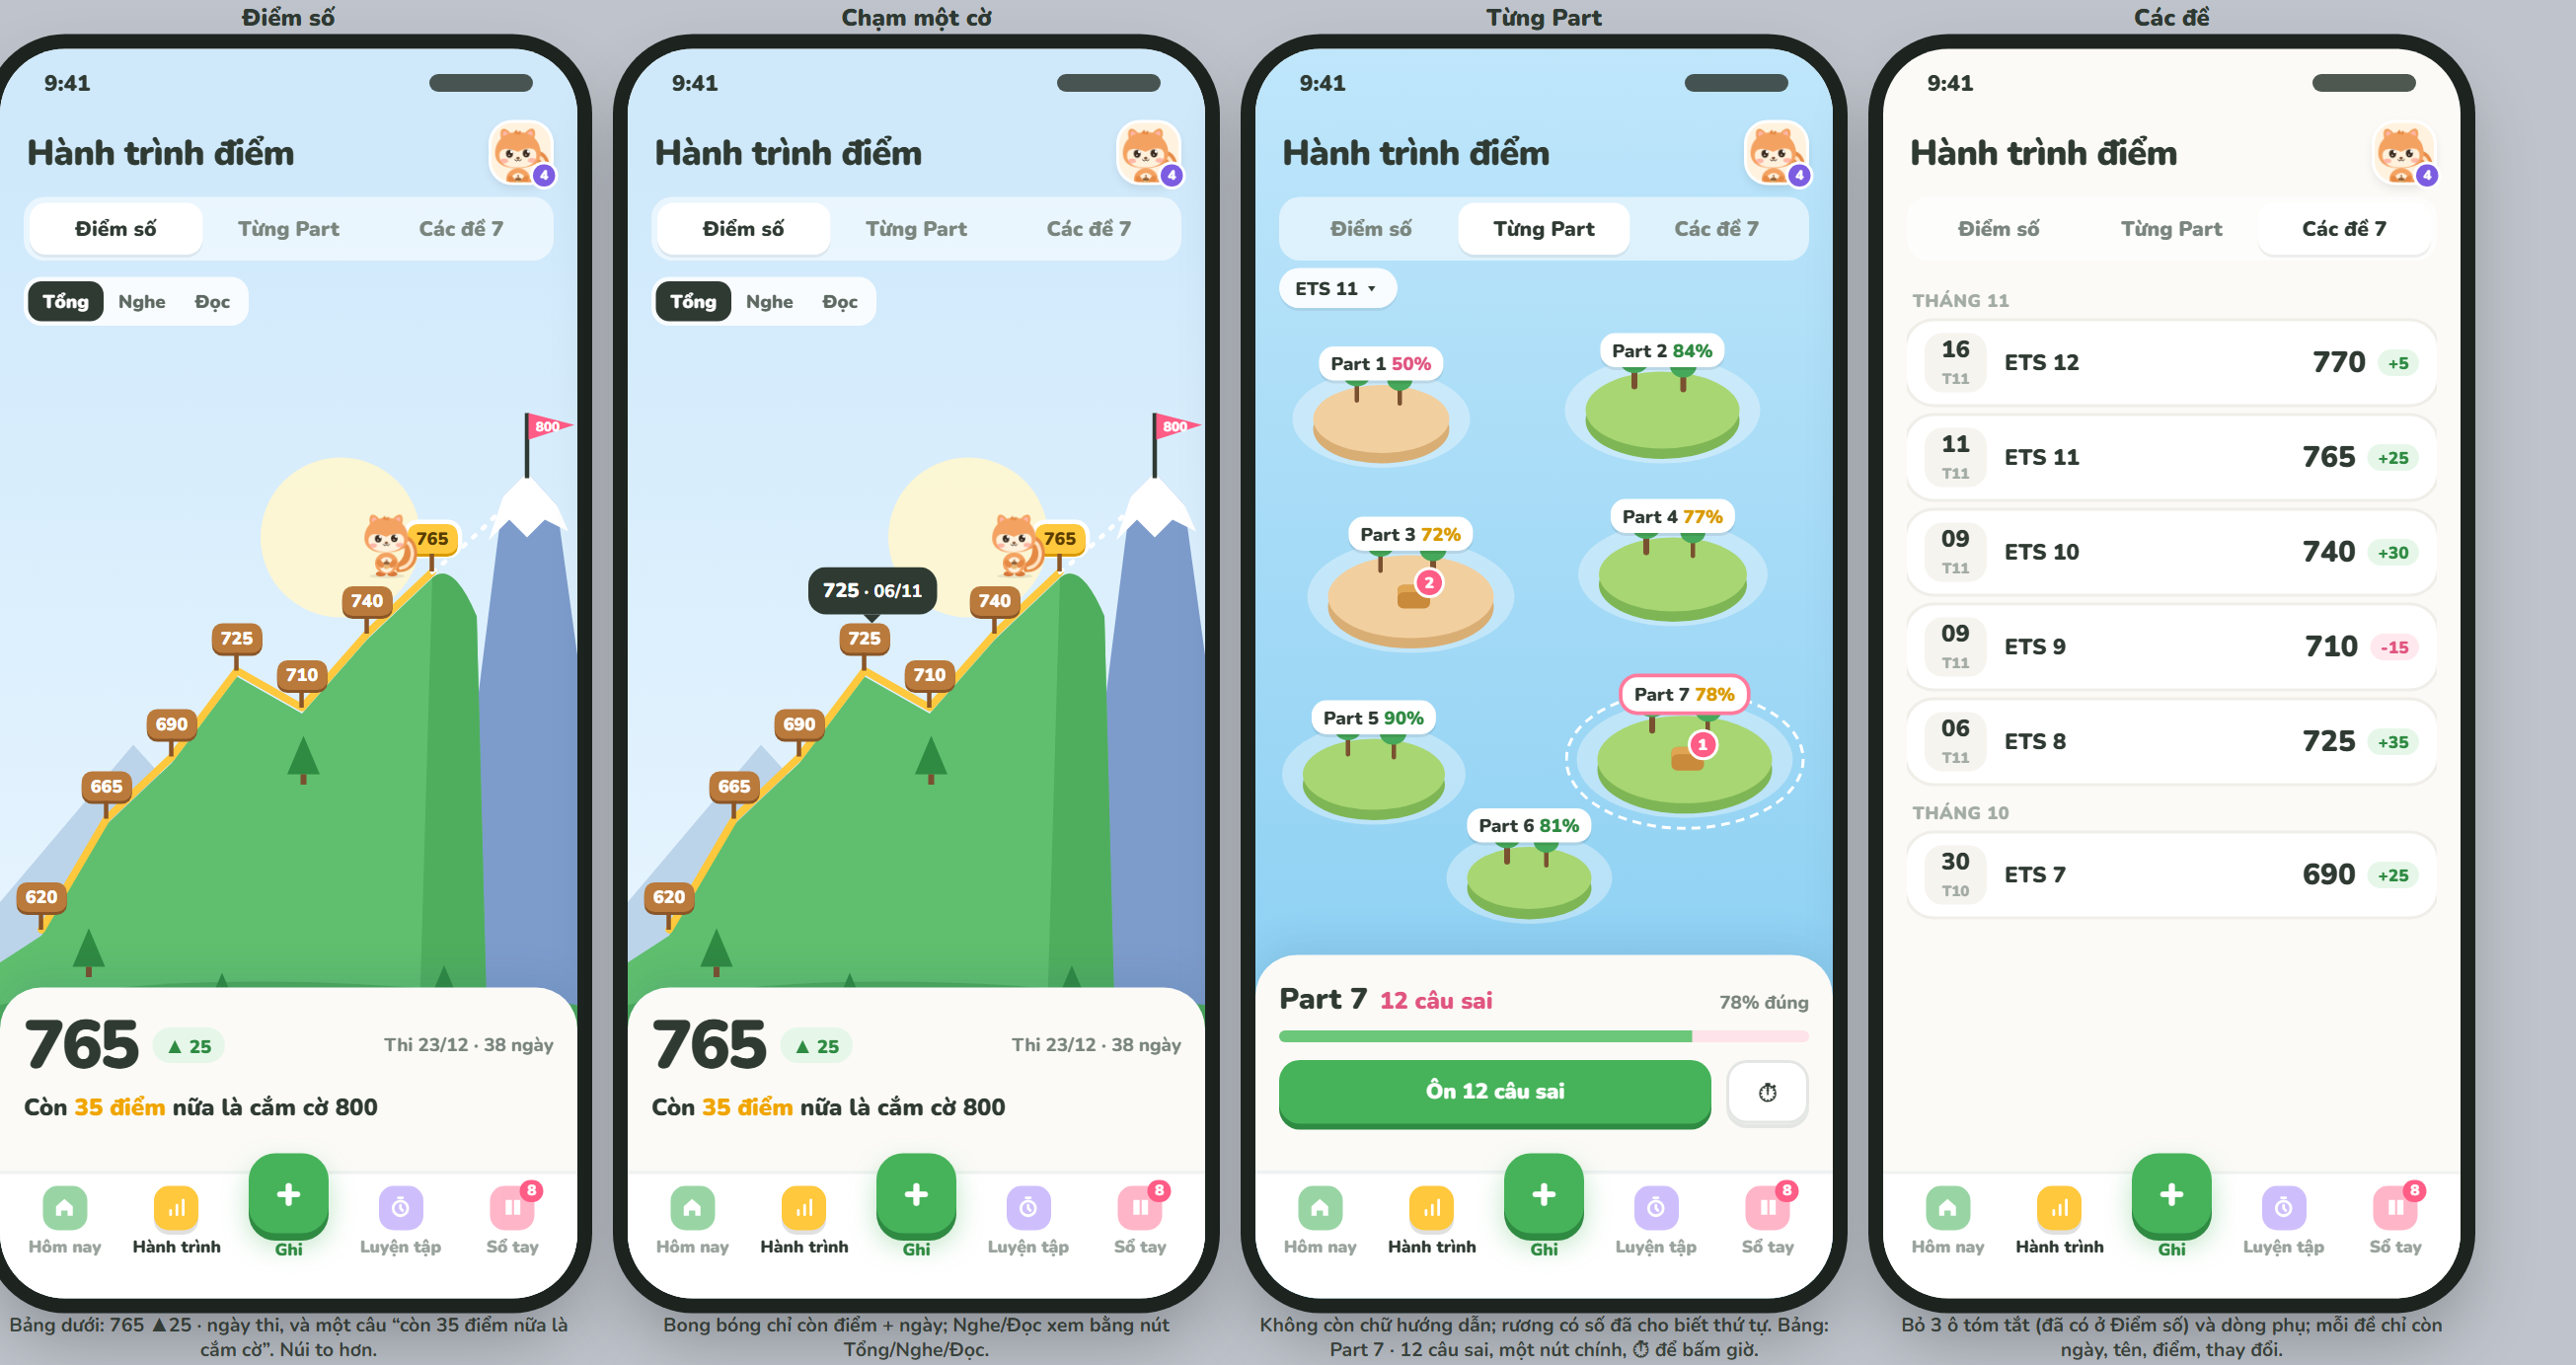 Điểm số
9:41
Hành trình điểm
4
Điểm số Từng Part Các đề 7
Tổng Nghe Đọc
800
765
740
725
710
690
665
620
765 ▲ 25 Thi 23/12 · 38 ngày
Còn 35 điểm nữa là cắm cờ 800
8
Hôm nay Hành trình Ghi Luyện tập Sổ tay
Bảng dưới: 765 ▲25 · ngày thi, và một câu “còn 35 điểm nữa là
cắm cờ”. Núi to hơn.
Chạm một cờ
9:41
Hành trình điểm
4
Điểm số Từng Part Các đề 7
Tổng Nghe Đọc
800
765
725 · 06/11
740
725
710
690
665
620
765 ▲ 25 Thi 23/12 · 38 ngày
Còn 35 điểm nữa là cắm cờ 800
8
Hôm nay Hành trình Ghi Luyện tập Sổ tay
Bong bóng chỉ còn điểm + ngày; Nghe/Đọc xem bằng nút
Tổng/Nghe/Đọc.
Từng Part
9:41
Hành trình điểm
4
Điểm số Từng Part Các đề 7
ETS 11 ▾
Part 1 50%
Part 2 84%
Part 3 72%
2
Part 4 77%
Part 5 90%
Part 7 78%
1
Part 6 81%
Part 7 12 câu sai 78% đúng
Ôn 12 câu sai ⏱
8
Hôm nay Hành trình Ghi Luyện tập Sổ tay
Không còn chữ hướng dẫn; rương có số đã cho biết thứ tự. Bảng:
Part 7 · 12 câu sai, một nút chính, ⏱ để bấm giờ.
Các đề
9:41
Hành trình điểm
4
Điểm số Từng Part Các đề 7
THÁNG 11
16 T11 ETS 12 770 +5
11 T11 ETS 11 765 +25
09 T11 ETS 10 740 +30
09 T11 ETS 9 710 -15
06 T11 ETS 8 725 +35
THÁNG 10
30 T10 ETS 7 690 +25
8
Hôm nay Hành trình Ghi Luyện tập Sổ tay
Bỏ 3 ô tóm tắt (đã có ở Điểm số) và dòng phụ; mỗi đề chỉ còn
ngày, tên, điểm, thay đổi.